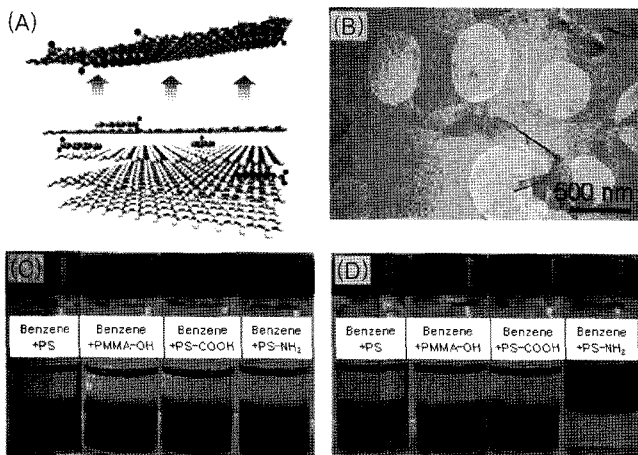 (A)
(B)
500 nm
(C)
Benzene +PS
Benzene +PMMA-OH
Benzene +PS-COOH
Benzene +PS-NH₂
(D)
Benzene +PS
Benzene +PMMA-OH
Benzene +PS-COOH
Benzene +PS-NH₂